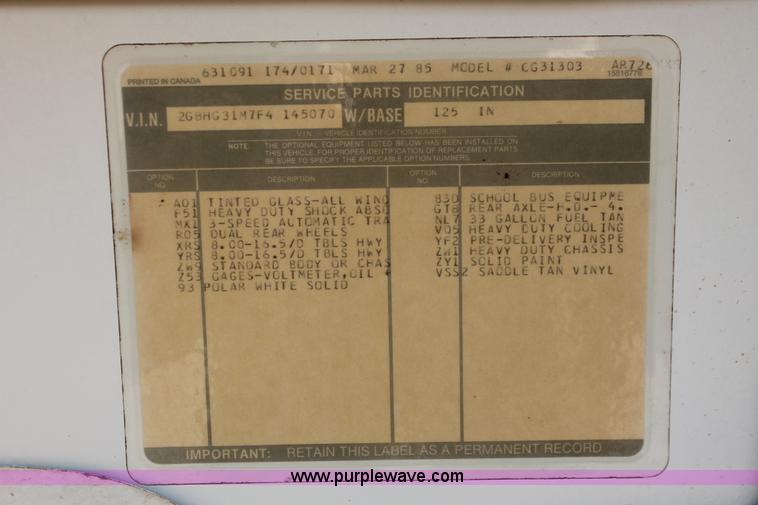 631091 174/0171 MAR 27 85 MODEL # CG31303 AR726
PRINTED IN CANADA
SERVICE PARTS IDENTIFICATION
V.I.N. 2GBHG31M7F4 145070 W/BASE 125 IN
V.I.N. - VEHICLE IDENTIFICATION NUMBER
NOTE: THE OPTIONAL EQUIPMENT LISTED BELOW HAS BEEN INSTALLED ON
THIS VEHICLE. FOR PROPER IDENTIFICATION OF REPLACEMENT PARTS
BE SURE TO SPECIFY THE APPLICABLE OPTION NUMBERS.
OPTION NO. DESCRIPTION OPTION NO. DESCRIPTION
A01 TINTED GLASS-ALL WIND
F51 HEAVY DUTY SHOCK ABSO
MX1 3-SPEED AUTOMATIC TRA
R05 DUAL REAR WHEELS
XRS 8.00-16.5/D TBLS HWY
YRS 8.00-16.5/D TBLS HWY
ZW9 STANDARD BODY OR CHAS
Z53 GAGES-VOLTMETER,OIL
93 POLAR WHITE SOLID
B3D SCHOOL BUS EQUIPME
GT8 REAR AXLE-H.D.- 4.
NL7 33 GALLON FUEL TAN
V05 HEAVY DUTY COOLING
YF2 PRE-DELIVERY INSPE
ZW1 HEAVY DUTY CHASSIS
ZY1 SOLID PAINT
VSS2 SADDLE TAN VINYL
IMPORTANT: RETAIN THIS LABEL AS A PERMANENT RECORD
www.purplewave.com